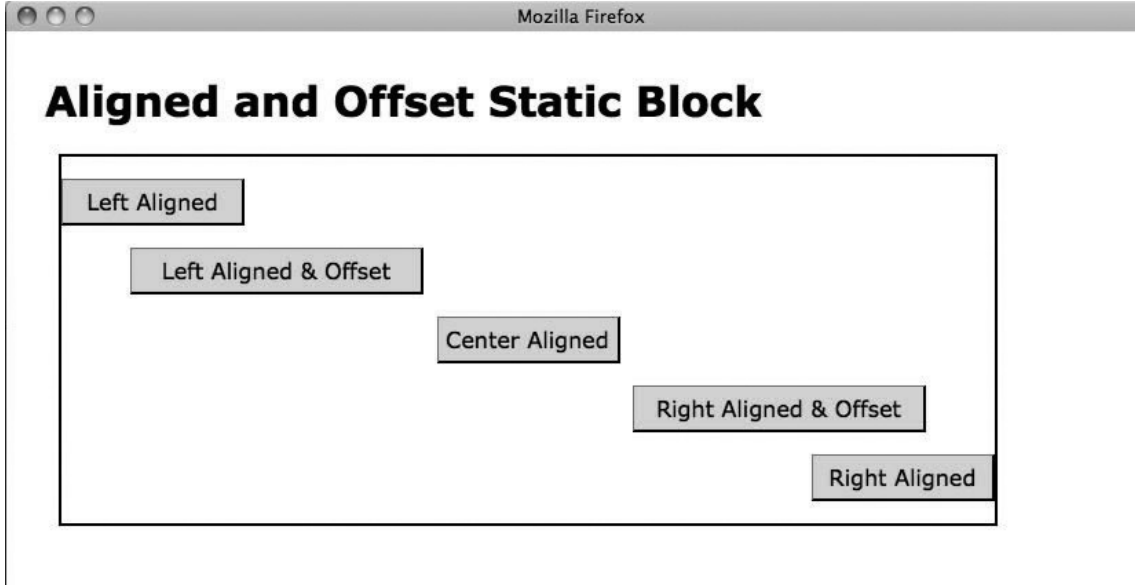 Mozilla Firefox
Aligned and Offset Static Block
Left Aligned
Left Aligned & Offset
Center Aligned
Right Aligned & Offset
Right Aligned